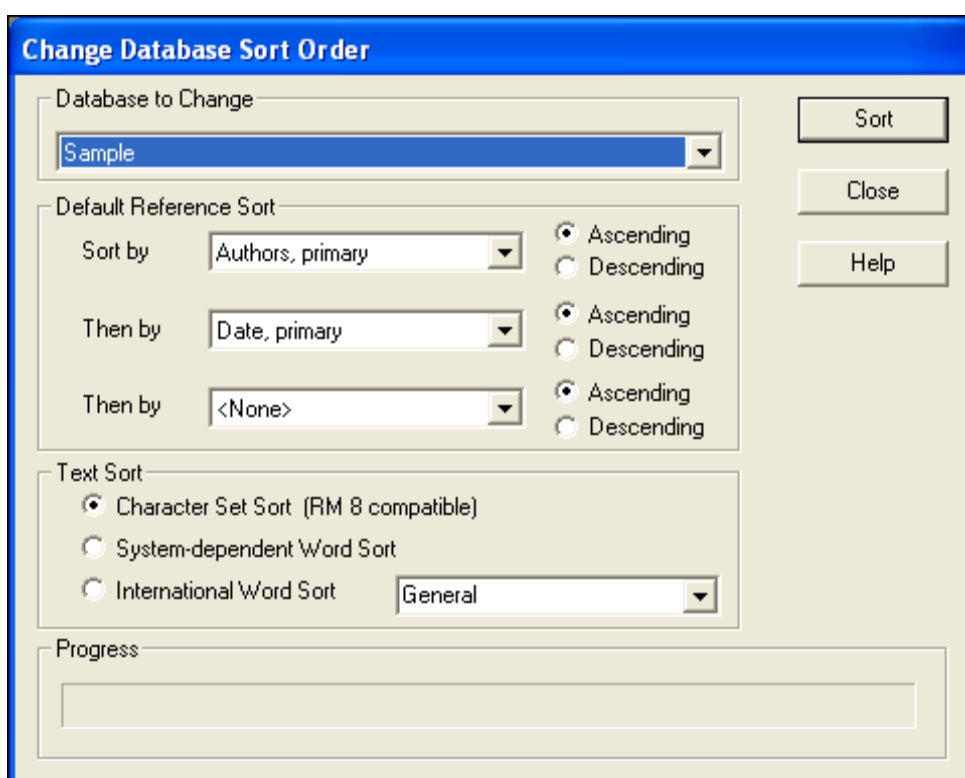 Change Database Sort Order
Database to Change
Sample
Sort
Close
Help
Default Reference Sort
Sort by
Authors, primary
Ascending
Descending
Then by
Date, primary
Ascending
Descending
Then by
<None>
Ascending
Descending
Text Sort
Character Set Sort (RM 8 compatible)
System-dependent Word Sort
International Word Sort
General
Progress